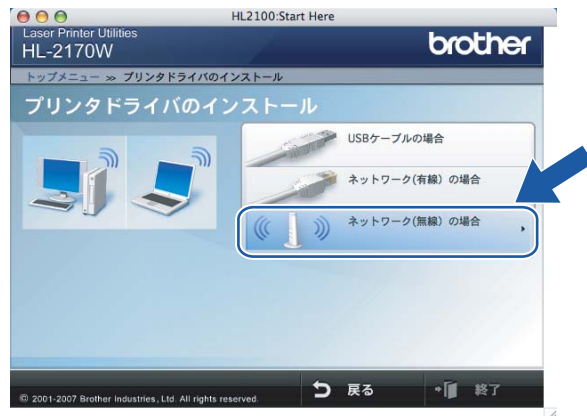 HL2100:Start Here
Laser Printer Utilities
HL-2170W
brother
トップメニュー >> プリンタドライバのインストール
プリンタドライバのインストール
USBケーブルの場合
ネットワーク(有線）の場合
ネットワーク(無線）の場合
戻る
終了
© 2001-2007 Brother Industries, Ltd. All rights reserved.